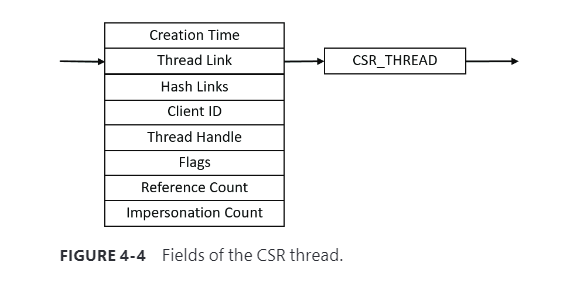 Creation Time
Thread Link
CSR_THREAD
Hash Links
Client ID
Thread Handle
Flags
Reference Count
Impersonation Count
FIGURE 4-4 Fields of the CSR thread.